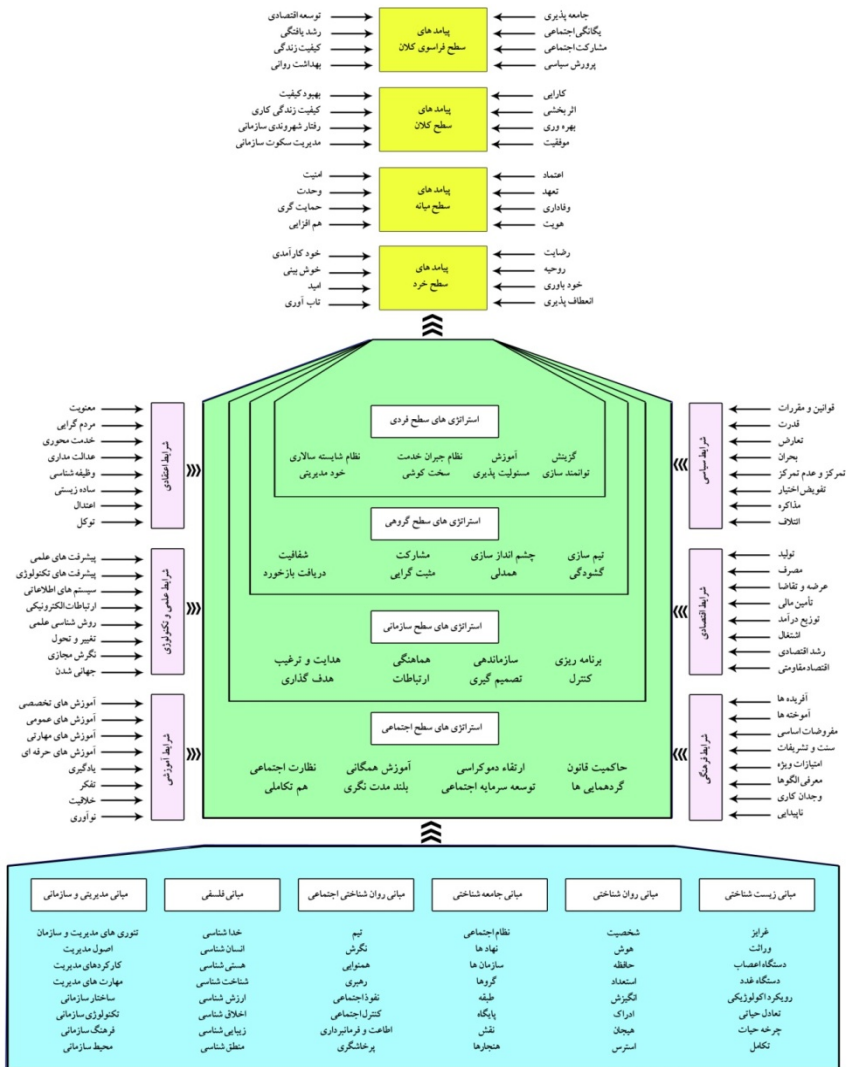 جامعه پذیری
یگانگی اجتماعی
مشارکت اجتماعی
پرورش سیاسی
پیامد های
سطح فراسوی کلان
توسعه اقتصادی
رشد یافتگی
کیفیت زندگی
بهداشت روانی
کارایی
اثر بخشی
بهره وری
موفقیت
پیامد های
سطح کلان
بهبود کیفیت
کیفیت زندگی کاری
رفتار شهروندی سازمانی
مدیریت سکوت سازمانی
اعتماد
تعهد
وفاداری
هویت
پیامد های
سطح میانه
امنیت
وحدت
حمایت گری
هم افزایی
رضایت
روحیه
خود باوری
انعطاف پذیری
پیامد های
سطح خرد
خود کارآمدی
خوش بینی
امید
تاب آوری
شرایط سیاسی
قوانین و مقررات
قدرت
تعارض
بحران
تمرکز و عدم تمرکز
تفویض اختیار
مذاکره
ائتلاف
شرایط اقتصادی
تولید
مصرف
عرضه و تقاضا
تأمین مالی
توزیع درآمد
اشتغال
رشد اقتصادی
اقتصاد مقاومتی
شرایط فرهنگی
آفریده ها
آموخته ها
مفروضات اساسی
سنت و تشریفات
امتیازات ویژه
معرفی الگوها
وجدان کاری
ناپیدایی
استراتژی های سطح فردی
گزینش آموزش نظام جبران خدمت نظام شایسته سالاری
توانمند سازی مسئولیت پذیری سخت کوشی خود مدیریتی
استراتژی های سطح گروهی
تیم سازی چشم انداز سازی مشارکت شفافیت
گشودگی همدلی مثبت گرایی دریافت بازخورد
استراتژی های سطح سازمانی
برنامه ریزی سازماندهی هماهنگی هدایت و ترغیب
کنترل تصمیم گیری ارتباطات هدف گذاری
استراتژی های سطح اجتماعی
حاکمیت قانون ارتقاء دموکراسی آموزش همگانی نظارت اجتماعی
گردهمایی ها توسعه سرمایه اجتماعی بلند مدت نگری هم تکاملی
شرایط اعتقادی
معنویت
مردم گرایی
خدمت محوری
عدالت مداری
وظیفه شناسی
ساده زیستی
اعتدال
توکل
شرایط علمی و تکنولوژی
پیشرفت های علمی
پیشرفت های تکنولوژی
سیستم های اطلاعاتی
ارتباطات الکترونیکی
روش شناسی علمی
تغییر و تحول
نگرش مجازی
جهانی شدن
شرایط آموزشی
آموزش های تخصصی
آموزش های عمومی
آموزش های مهارتی
آموزش های حرفه ای
یادگیری
تفکر
خلاقیت
نوآوری
مبانی زیست شناختی
غرایز
وراثت
دستگاه اعصاب
دستگاه غدد
رویکرد اکولوژیکی
تعادل حیاتی
چرخه حیات
تکامل
مبانی روان شناختی
شخصیت
هوش
حافظه
استعداد
انگیزش
ادراک
هیجان
استرس
مبانی جامعه شناختی
نظام اجتماعی
نهاد ها
سازمان ها
گروها
طبقه
پایگاه
نقش
هنجارها
مبانی روان شناختی اجتماعی
تیم
نگرش
همنوایی
رهبری
نفوذ اجتماعی
کنترل اجتماعی
اطاعت و فرمانبرداری
پرخاشگری
مبانی فلسفی
خدا شناسی
انسان شناسی
هستی شناسی
شناخت شناسی
ارزش شناسی
اخلاق شناسی
زیبایی شناسی
منطق شناسی
مبانی مدیریتی و سازمانی
تئوری های مدیریت و سازمان
اصول مدیریت
کارکردهای مدیریت
مهارت های مدیریت
ساختار سازمانی
تکنولوژی سازمانی
فرهنگ سازمانی
محیط سازمانی